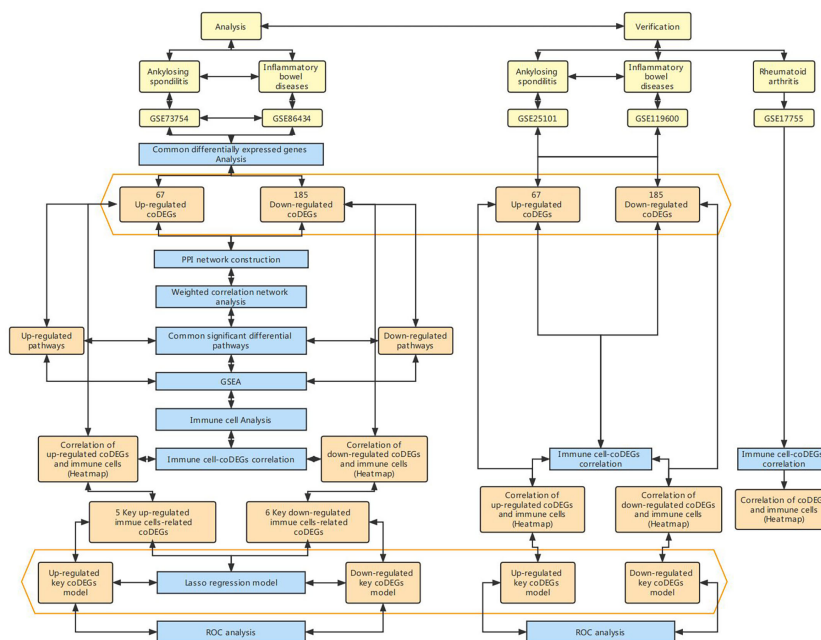 Analysis
Verification
Ankylosing
spondilitis
Inflammatory
bowel
diseases
Ankylosing
spondilitis
Inflammatory
bowel
diseases
Rheumatoid
arthritis
GSE73754
GSE86434
GSE25101
GSE119600
GSE17755
Common differentially expressed genes
Analysis
67
Up-regulated
coDEGs
185
Down-regulated
coDEGs
67
Up-regulated
coDEGs
185
Down-regulated
coDEGs
PPI network construction
Weighted correlation network
analysis
Up-regulated
pathways
Common significant differential
pathways
Down-regulated
pathways
GSEA
Immune cell Analysis
Correlation of
up-regulated coDEGs
and immune cells
(Heatmap)
Immune cell-coDEGs correlation
Correlation of
down-regulated coDEGs
and immune cells
(Heatmap)
Immune cell-coDEGs
correlation
Immune cell-coDEGs
correlation
Correlation of
up-regulated coDEGs
and immune cells
(Heatmap)
Correlation of
down-regulated coDEGs
and immune cells
(Heatmap)
Correlation of coDEGs
and immune cells
(Heatmap)
5 Key up-regulated
immue cells-related
coDEGs
6 Key down-regulated
immue cells-related
coDEGs
Up-regulated
key coDEGs
model
Lasso regression model
Down-regulated
key coDEGs
model
Up-regulated
key coDEGs
model
Down-regulated
key coDEGs
model
ROC analysis
ROC analysis